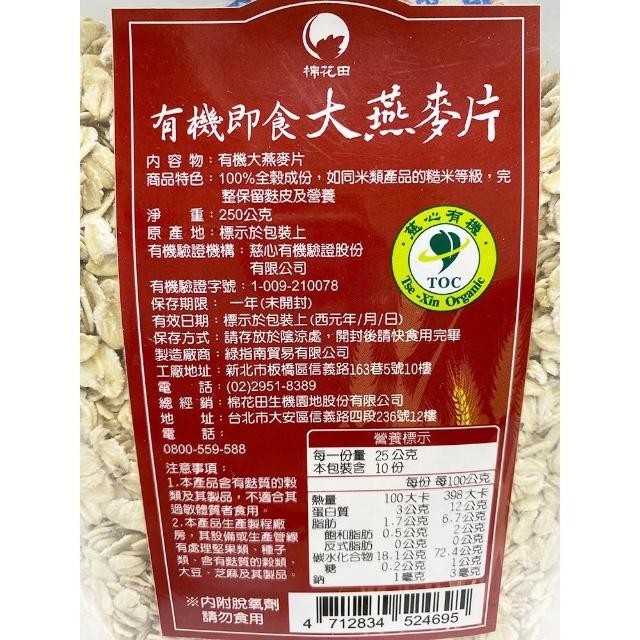 棉花田
有機即食大燕麥片
內容物：有機大燕麥片
商品特色：100%全穀成份，如同米類產品的糙米等級，完
整保留麩皮及營養
淨重：250公克
原產地：標示於包裝上
有機驗證機構：慈心有機驗證股份
有限公司
有機驗證字號：1-009-210078
保存期限：一年(未開封)
有效日期：標示於包裝上(西元年/月/日)
保存方式：請存放於陰涼處，開封後請快食用完畢
製造廠商：綠指南貿易有限公司
工廠地址：新北市板橋區信義路163巷5號10樓
電話：(02)2951-8389
總經銷：棉花田生機園地股份有限公司
地址：台北市大安區信義路四段236號12樓
電話：
0800-559-588
慈心有機
TOC
Tse-Xin Organic
注意事項：
1.本產品含有麩質的穀
類及其製品，不適合其
過敏體質者食用。
2.本產品生產製程廠
房，其設備或生產管線
有處理堅果類、種子
類、含有麩質的穀類、
大豆、芝麻及其製品。
※內附脫氧劑
請勿食用
營養標示
每一份量 25公克
本包裝含 10份
每份 每100公克
熱量 100大卡 398大卡
蛋白質 3公克 12公克
脂肪 1.7公克 6.7公克
飽和脂肪 0.5公克 2公克
反式脂肪 0公克 0公克
碳水化合物 18.1公克 72.4公克
糖 0.2公克 1公克
鈉 1毫克 3毫克
4 712834 524695